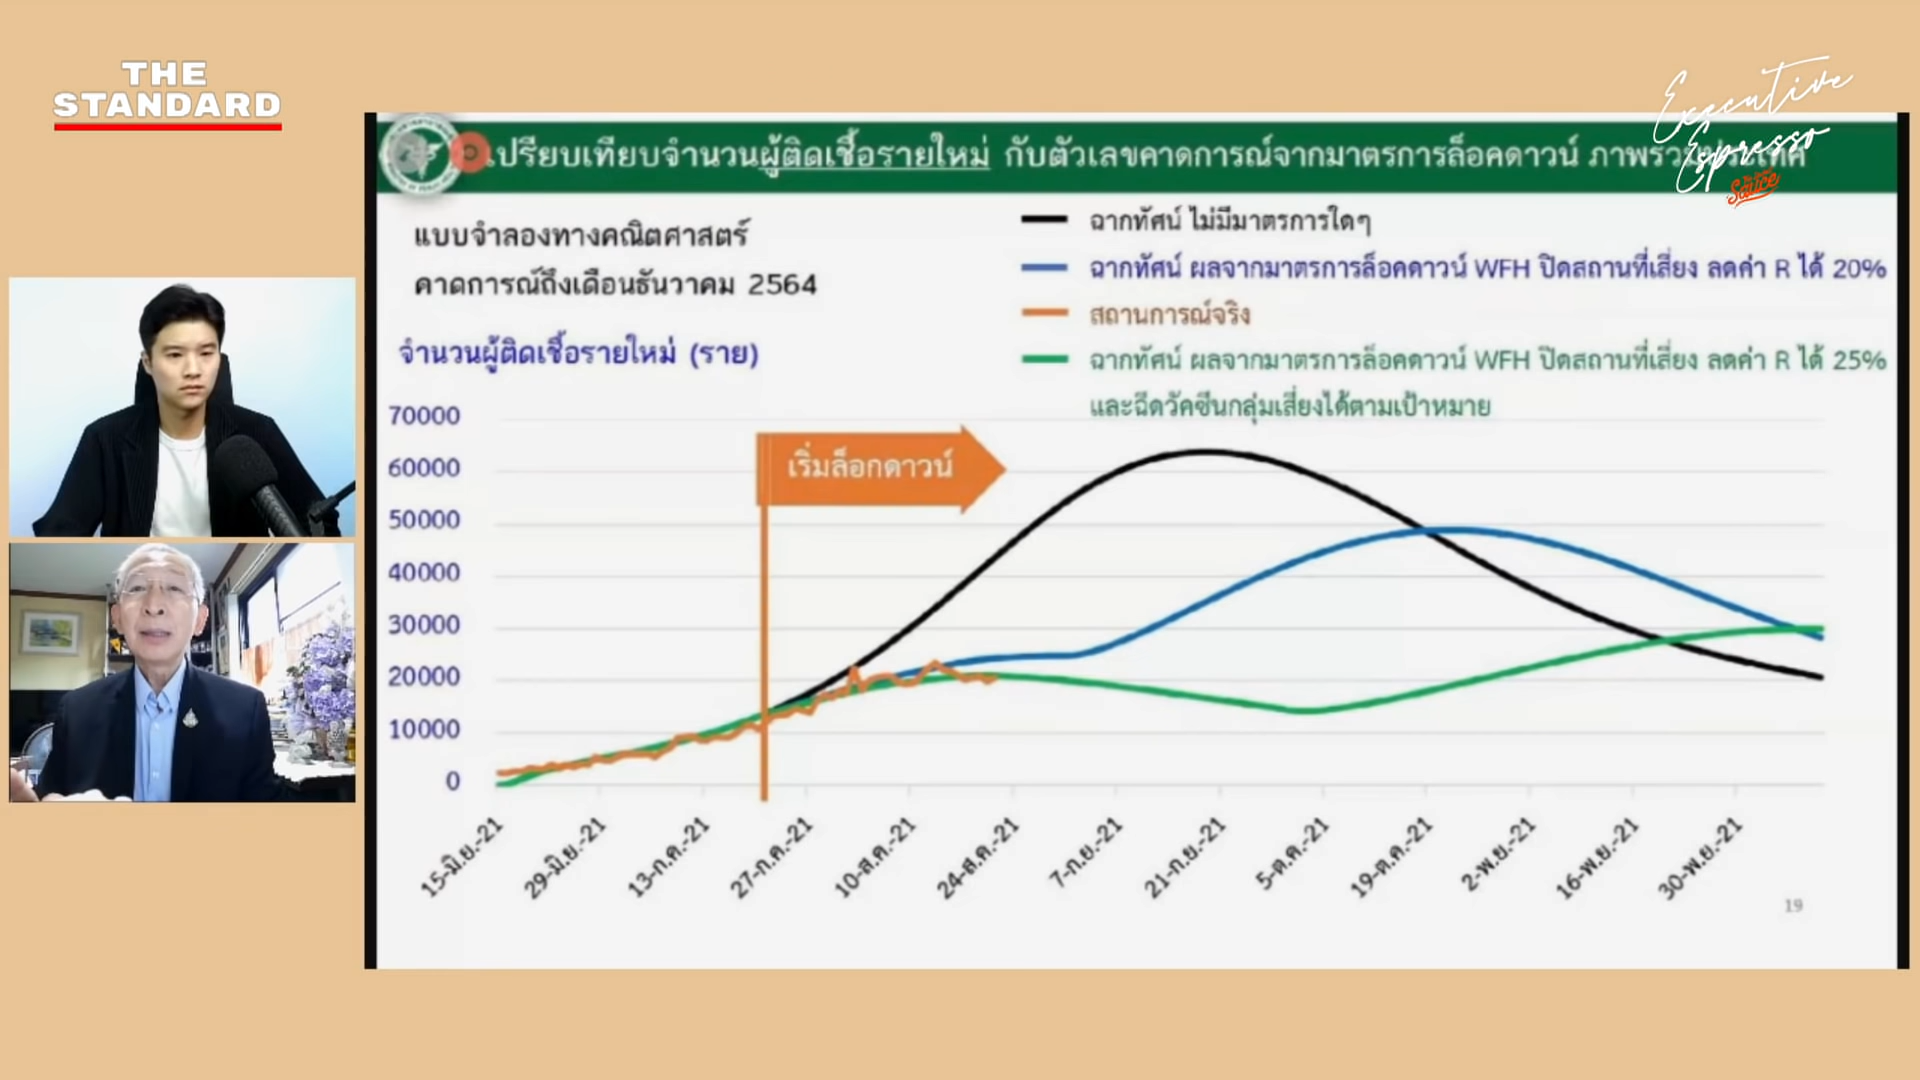 THE
STANDARD
Executive
Espresso
The Secret
Sauce
เปรียบเทียบจำนวนผู้ติดเชื้อรายใหม่ กับตัวเลขคาดการณ์จากมาตรการล็อคดาวน์
แบบจำลองทางคณิตศาสตร์
คาดการณ์ถึงเดือนธันวาคม 2564
จำนวนผู้ติดเชื้อรายใหม่ (ราย)
ฉากทัศน์ ไม่มีมาตรการใดๆ
ฉากทัศน์ ผลจากมาตรการล็อคดาวน์ WFH ปิดสถานที่เสี่ยง ลดค่า R ได้ 20%
สถานการณ์จริง
ฉากทัศน์ ผลจากมาตรการล็อคดาวน์ WFH ปิดสถานที่เสี่ยง ลดค่า R ได้ 25%
และฉีดวัคซีนกลุ่มเสี่ยงได้ตามเป้าหมาย
70000
60000
50000
40000
30000
20000
10000
0
เริ่มล็อกดาวน์
15-มิ.ย.-21
29-มิ.ย.-21
13-ก.ค.-21
27-ก.ค.-21
10-ส.ค.-21
24-ส.ค.-21
7-ก.ย.-21
21-ก.ย.-21
5-ต.ค.-21
19-ต.ค.-21
2-พ.ย.-21
16-พ.ย.-21
30-พ.ย.-21
19